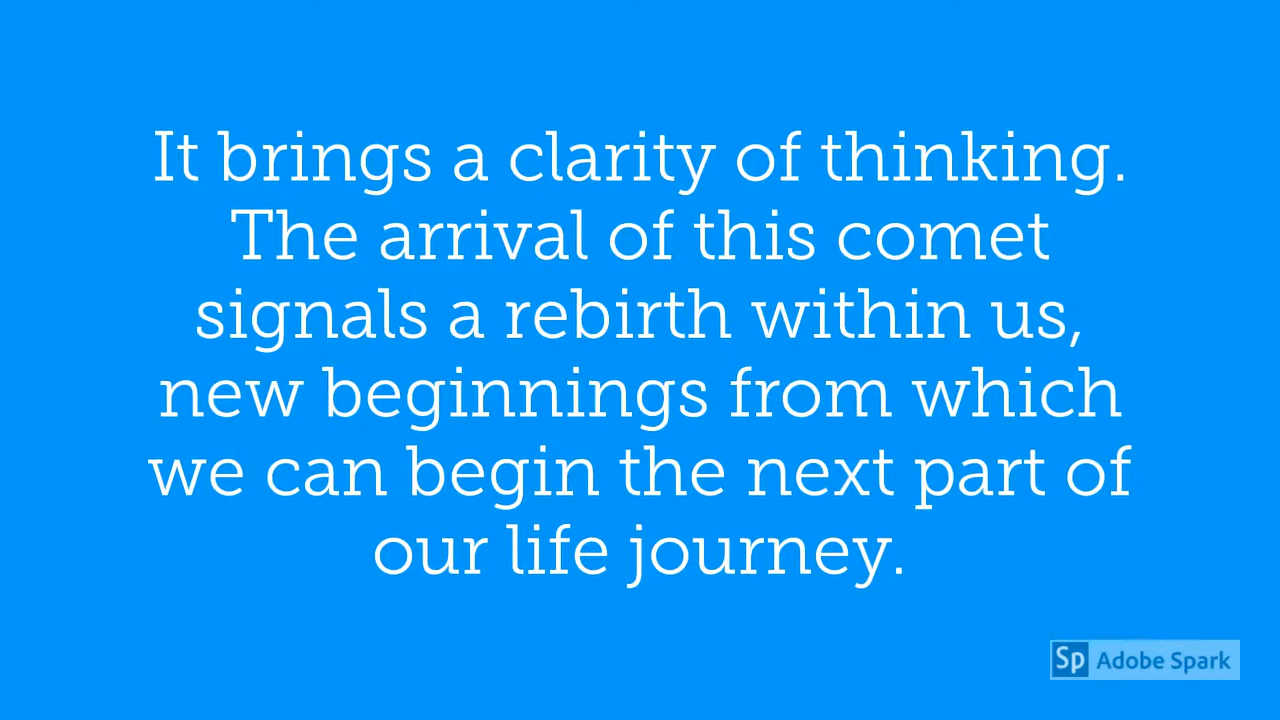 It brings a clarity of thinking.
The arrival of this comet
signals a rebirth within us,
new beginnings from which
we can begin the next part of
our life journey.
Sp Adobe Spark